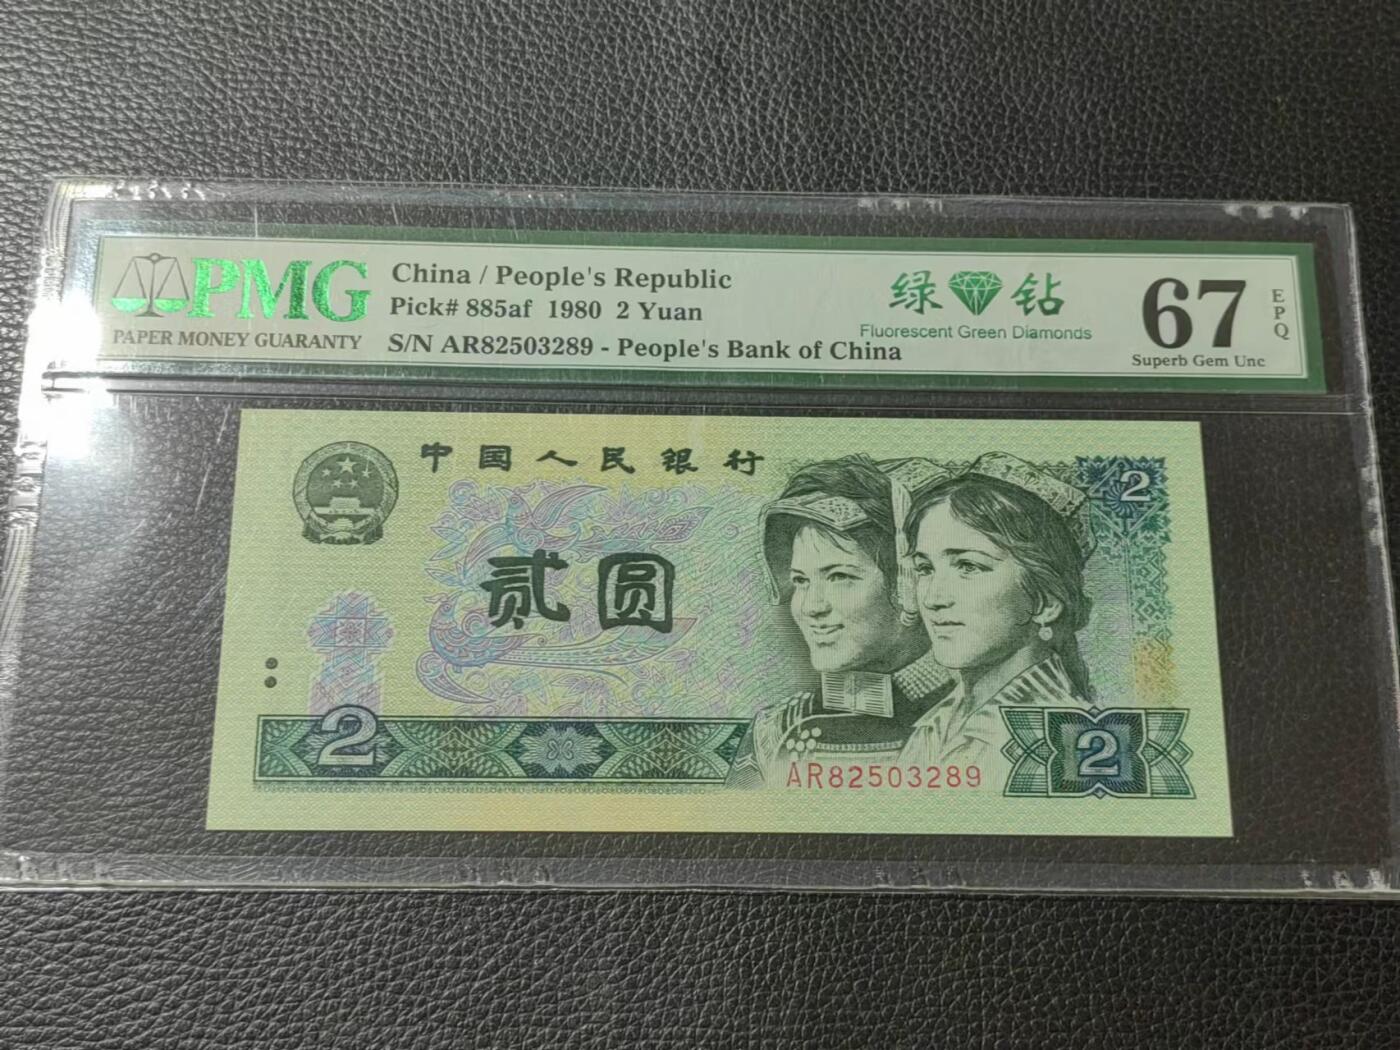 PMG
PAPER MONEY GUARANTY
China / People's Republic
Pick# 885af 1980 2 Yuan
S/N AR82503289 - People's Bank of China
绿 钻
Fluorescent Green Diamonds
67
EPQ
Superb Gem Unc
中国人民银行
2
贰圆
2
2
AR82503289